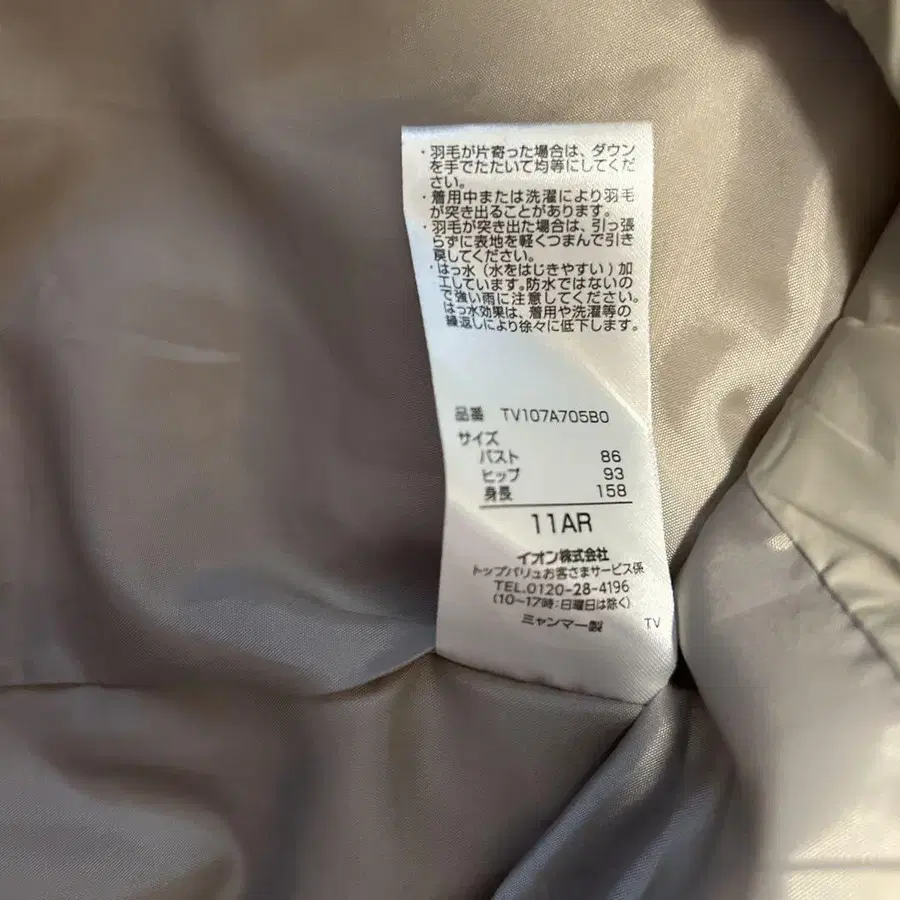 ・羽毛が片寄った場合は、ダウン
を手でたたいて均等にしてくだ
さい。
・着用中または洗濯により羽毛
が突き出ることがあります。
・羽毛が突き出た場合は、引っ張
らずに表地を軽くつまんで引き
戻してください。
・はっ水（水をはじきやすい）加
工しています。防水ではないの
で強い雨に注意してください。
はっ水効果は、着用や洗濯等の
繰返しにより徐々に低下します。
品番 TV107A705B0
サイズ
バスト 86
ヒップ 93
身長 158
11AR
イオン株式会社
トップバリュお客さまサービス係
TEL.0120-28-4196
(10~17時:日曜日は除く)
ミャンマー製 TV